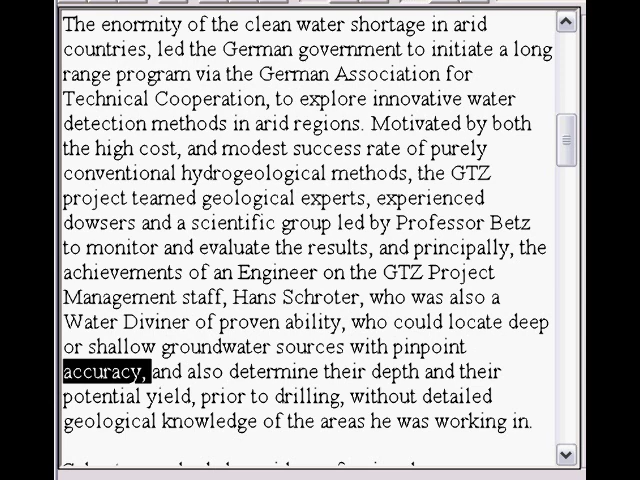 The enormity of the clean water shortage in arid
countries, led the German government to initiate a long
range program via the German Association for
Technical Cooperation, to explore innovative water
detection methods in arid regions. Motivated by both
the high cost, and modest success rate of purely
conventional hydrogeological methods, the GTZ
project teamed geological experts, experienced
dowsers and a scientific group led by Professor Betz
to monitor and evaluate the results, and principally, the
achievements of an Engineer on the GTZ Project
Management staff, Hans Schroter, who was also a
Water Diviner of proven ability, who could locate deep
or shallow groundwater sources with pinpoint
accuracy, and also determine their depth and their
potential yield, prior to drilling, without detailed
geological knowledge of the areas he was working in.